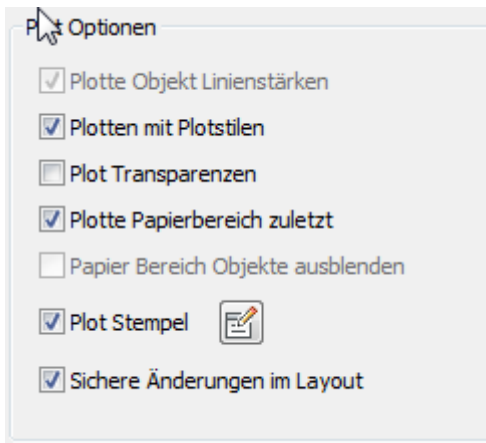 Plot Optionen
Plotte Objekt Linienstärken
Plotten mit Plotstilen
Plot Transparenzen
Plotte Papierbereich zuletzt
Papier Bereich Objekte ausblenden
Plot Stempel
Sichere Änderungen im Layout